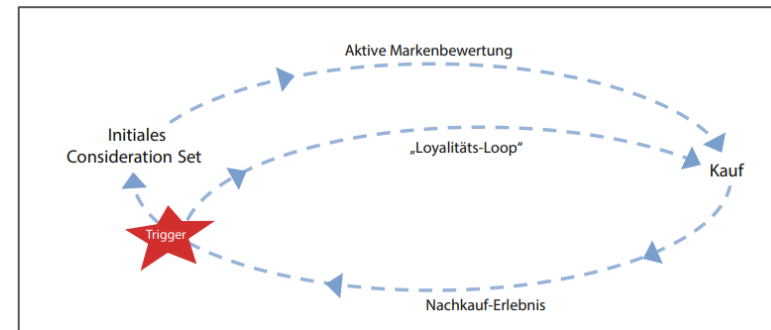 Aktive Markenbewertung
Initiales
Consideration Set
„Loyalitäts-Loop“
Kauf
Trigger
Nachkauf-Erlebnis